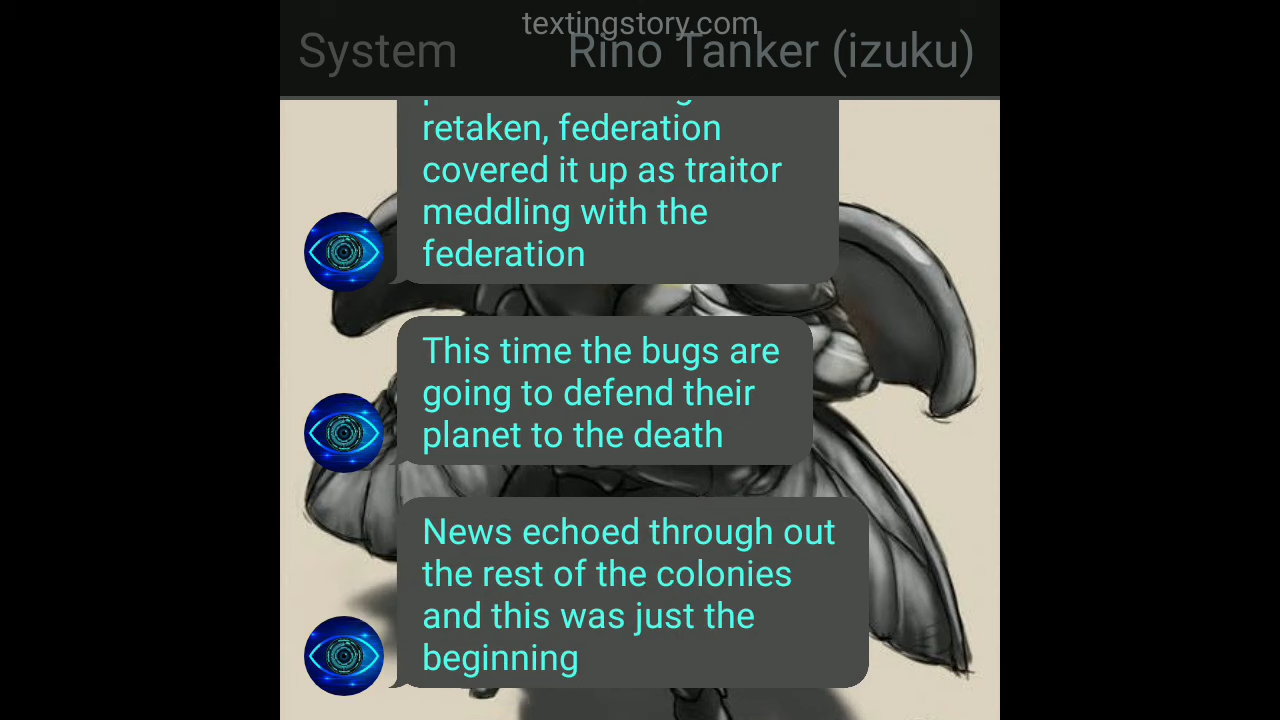 textingstory.com
System
Rino Tanker (izuku)
retaken, federation
covered it up as traitor
meddling with the
federation
This time the bugs are
going to defend their
planet to the death
News echoed through out
the rest of the colonies
and this was just the
beginning